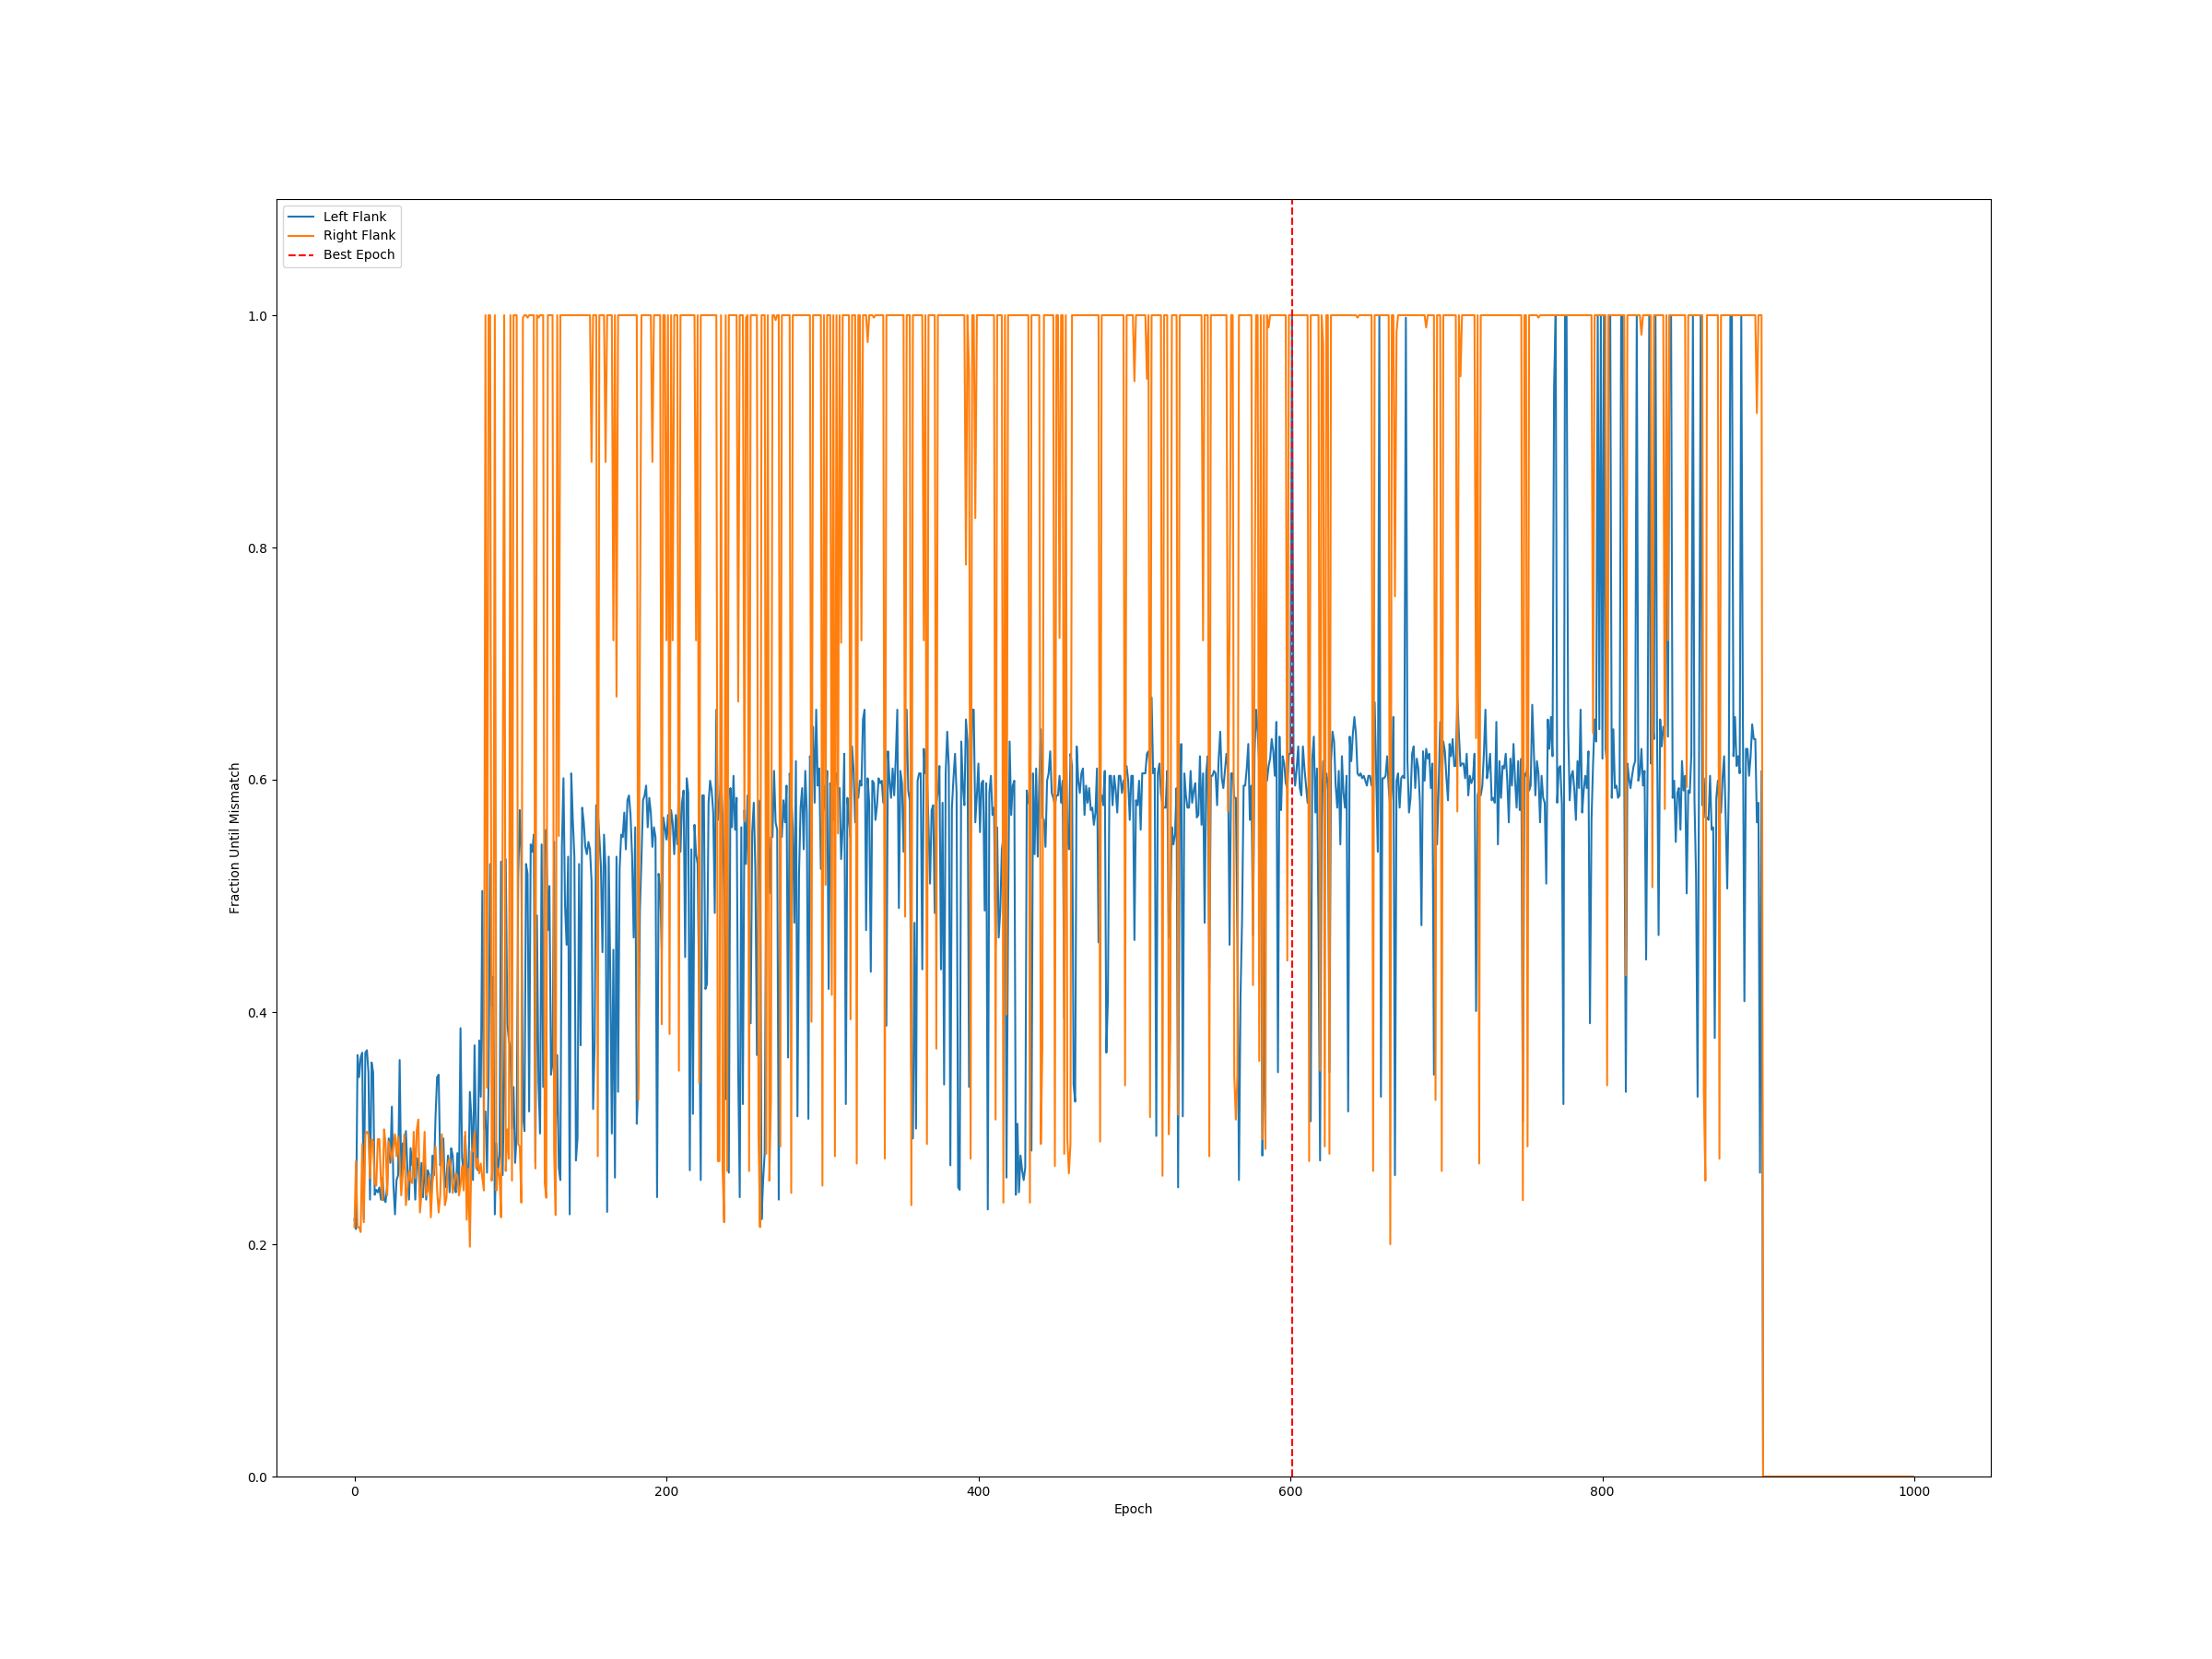 Left Flank
Right Flank
Best Epoch
1.0
0.8
0.6
0.4
0.2
0.0
Fraction Until Mismatch
0 200 400 600 800 1000
Epoch